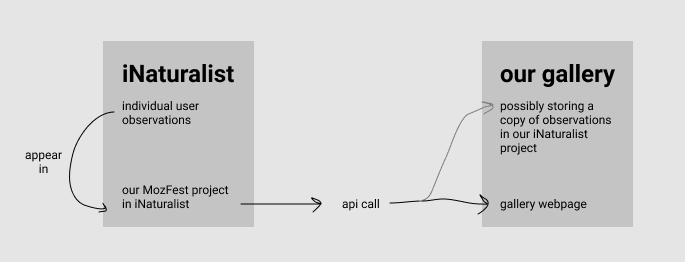 iNaturalist
individual user
observations
appear
in
our MozFest project
in iNaturalist
api call
our gallery
possibly storing a
copy of observations
in our iNaturalist
project
gallery webpage